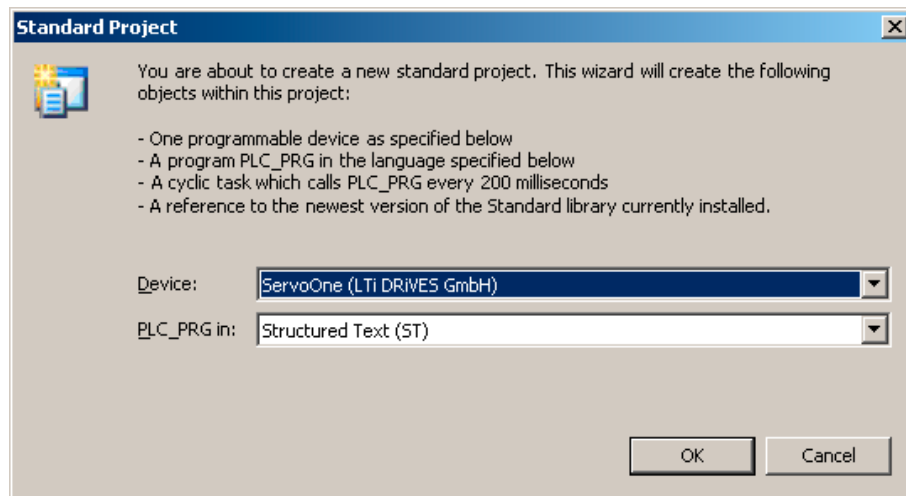 Standard Project
You are about to create a new standard project. This wizard will create the following
objects within this project:
- One programmable device as specified below
- A program PLC_PRG in the language specified below
- A cyclic task which calls PLC_PRG every 200 milliseconds
- A reference to the newest version of the Standard library currently installed.
Device: ServoOne (LTi DRiVES GmbH)
PLC_PRG in: Structured Text (ST)
OK Cancel